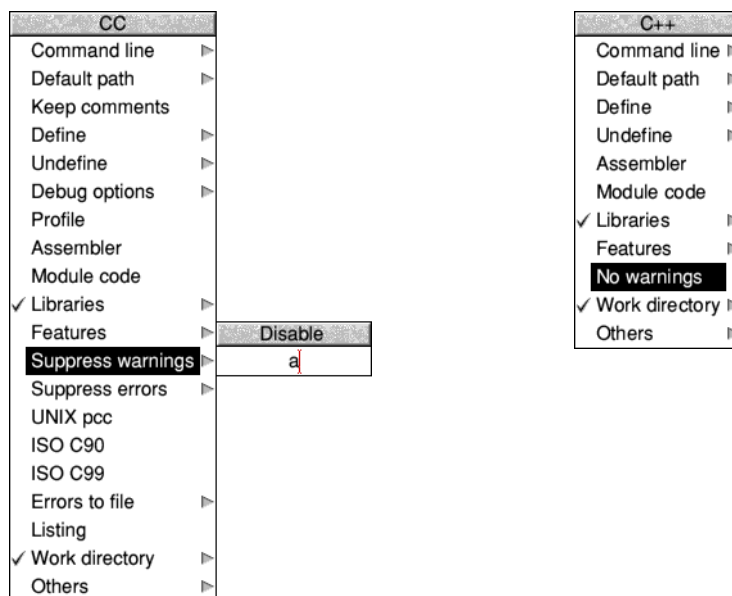 CC
Command line
Default path
Keep comments
Define
Undefine
Debug options
Profile
Assembler
Module code
Libraries
Features
Suppress warnings
Suppress errors
UNIX pcc
ISO C90
ISO C99
Errors to file
Listing
Work directory
Others
Disable
a
C++
Command line
Default path
Define
Undefine
Assembler
Module code
Libraries
Features
No warnings
Work directory
Others